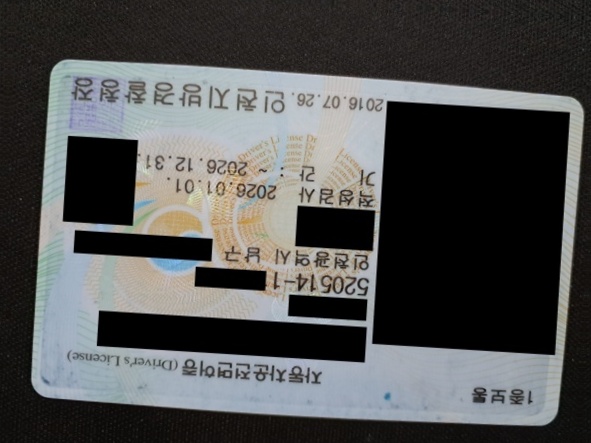 1종보통
자동차운전면허증 (Driver's License)
520514-1
인천광역시 남구
적성검사 2026.01.01.
기 간 : ~ 2026.12.31.
2016.07.26. 인천지방경찰청장